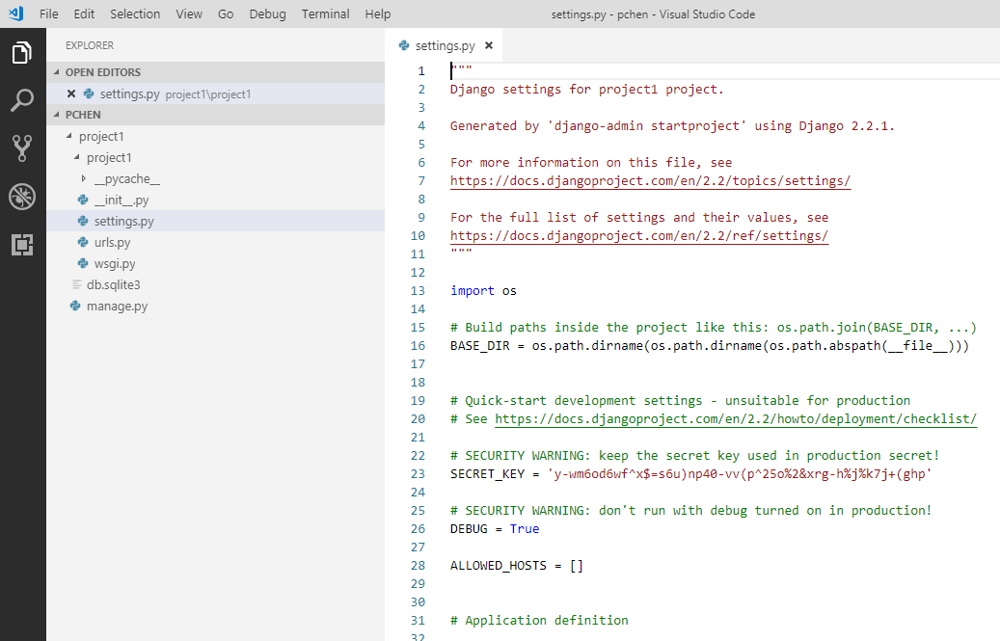 File Edit Selection View Go Debug Terminal Help settings.py - pchen - Visual Studio Code
EXPLORER
OPEN EDITORS
settings.py project1\project1
PCHEN
project1
project1
__pycache__
__init__.py
settings.py
urls.py
wsgi.py
db.sqlite3
manage.py
settings.py
1 """
2 Django settings for project1 project.
3
4 Generated by 'django-admin startproject' using Django 2.2.1.
5
6 For more information on this file, see
7 https://docs.djangoproject.com/en/2.2/topics/settings/
8
9 For the full list of settings and their values, see
10 https://docs.djangoproject.com/en/2.2/ref/settings/
11 """
12
13 import os
14
15 # Build paths inside the project like this: os.path.join(BASE_DIR, ...)
16 BASE_DIR = os.path.dirname(os.path.dirname(os.path.abspath(__file__)))
17
18
19 # Quick-start development settings - unsuitable for production
20 # See https://docs.djangoproject.com/en/2.2/howto/deployment/checklist/
21
22 # SECURITY WARNING: keep the secret key used in production secret!
23 SECRET_KEY = 'y-wm6od6wf^x$=s6u)np40-vv(p^25o%2&xrg-h%j%k7j+(ghp'
24
25 # SECURITY WARNING: don't run with debug turned on in production!
26 DEBUG = True
27
28 ALLOWED_HOSTS = []
29
30
31 # Application definition
32